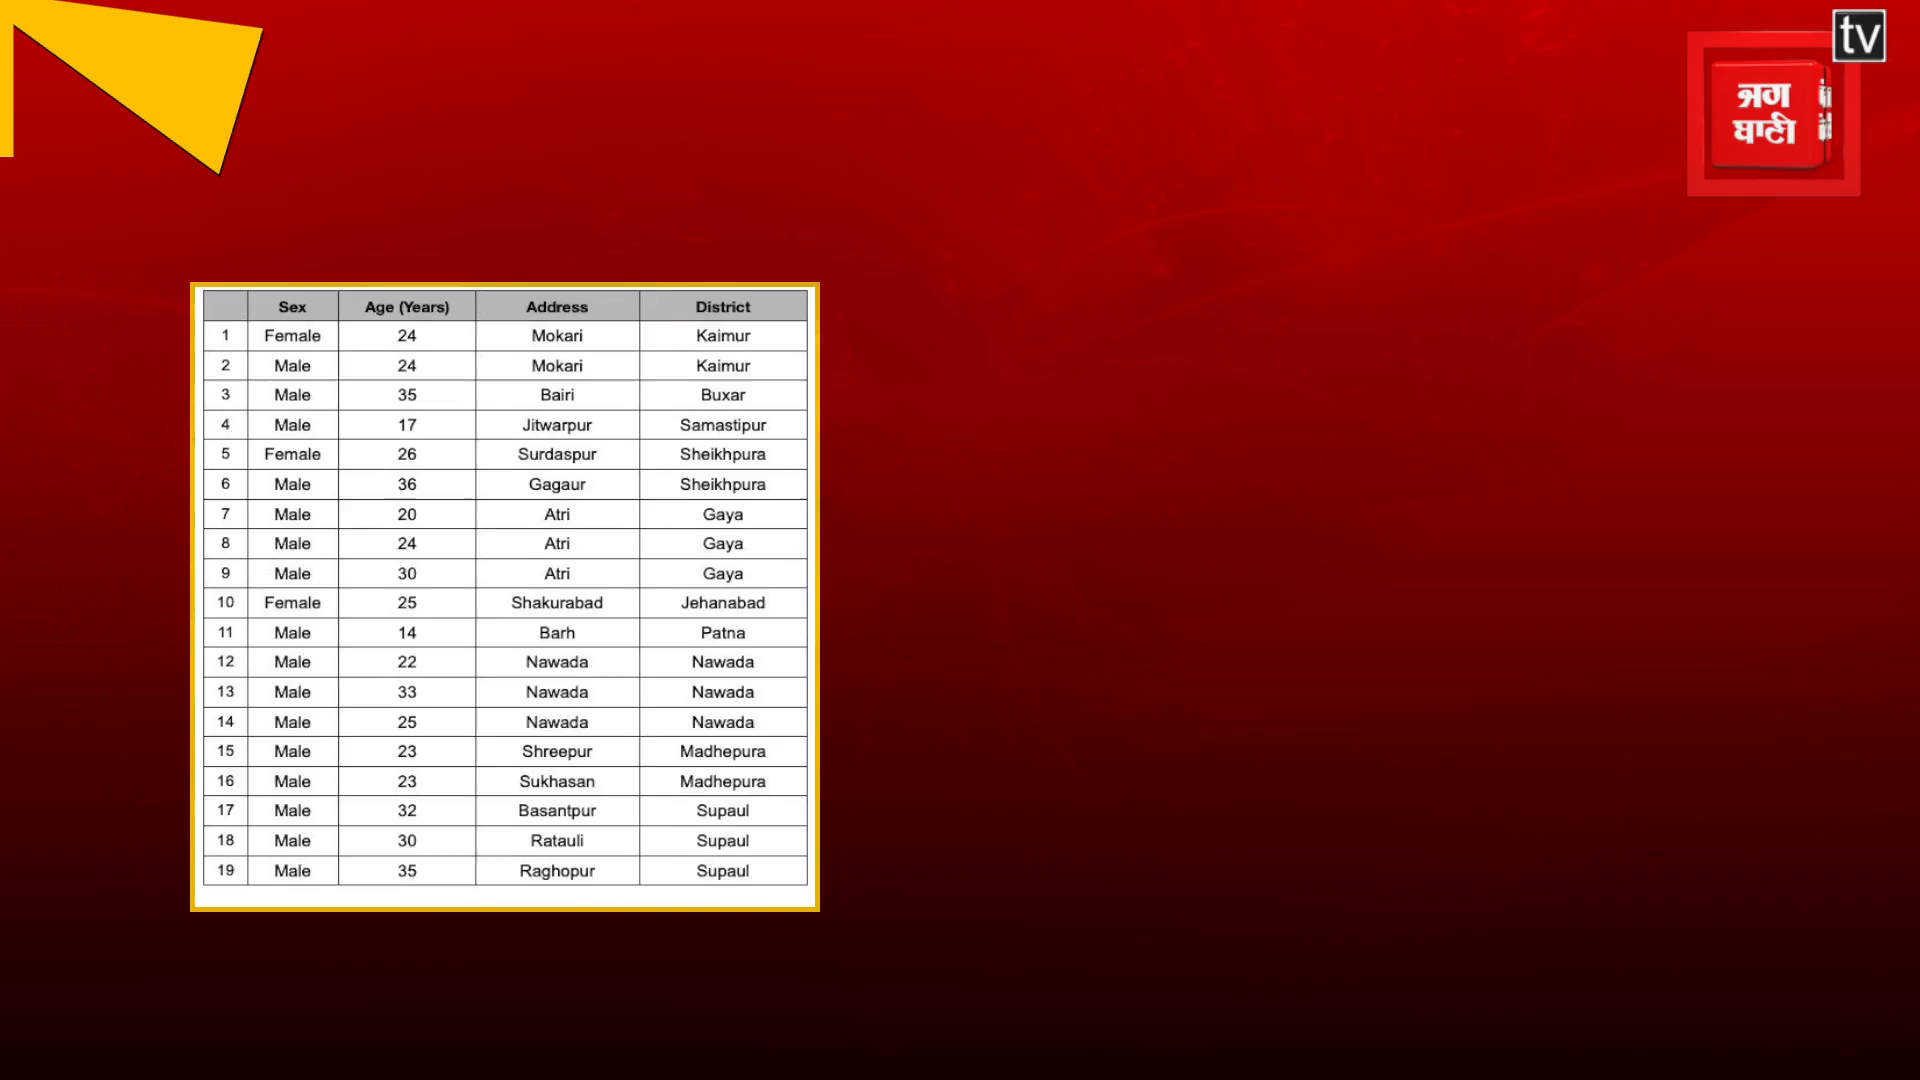 tv
ਜਗ
ਬਾਣੀ
Sex Age (Years) Address District
1 Female 24 Mokari Kaimur
2 Male 24 Mokari Kaimur
3 Male 35 Bairi Buxar
4 Male 17 Jitwarpur Samastipur
5 Female 26 Surdaspur Sheikhpura
6 Male 36 Gagaur Sheikhpura
7 Male 20 Atri Gaya
8 Male 24 Atri Gaya
9 Male 30 Atri Gaya
10 Female 25 Shakurabad Jehanabad
11 Male 14 Barh Patna
12 Male 22 Nawada Nawada
13 Male 33 Nawada Nawada
14 Male 25 Nawada Nawada
15 Male 23 Shreepur Madhepura
16 Male 23 Sukhasan Madhepura
17 Male 32 Basantpur Supaul
18 Male 30 Ratauli Supaul
19 Male 35 Raghopur Supaul